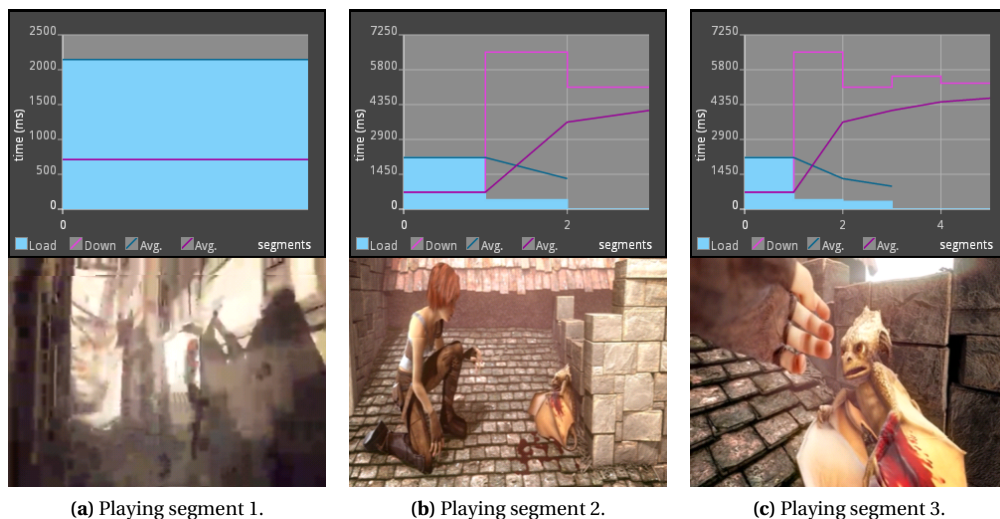 2500
2000
1500
1000
500
0
time (ms)
0
Load Down Avg. Avg. segments
7250
5800
4350
2900
1450
0
time (ms)
0 2
Load Down Avg. Avg. segments
7250
5800
4350
2900
1450
0
time (ms)
0 2 4
Load Down Avg. Avg. segments
(a) Playing segment 1.
(b) Playing segment 2.
(c) Playing segment 3.